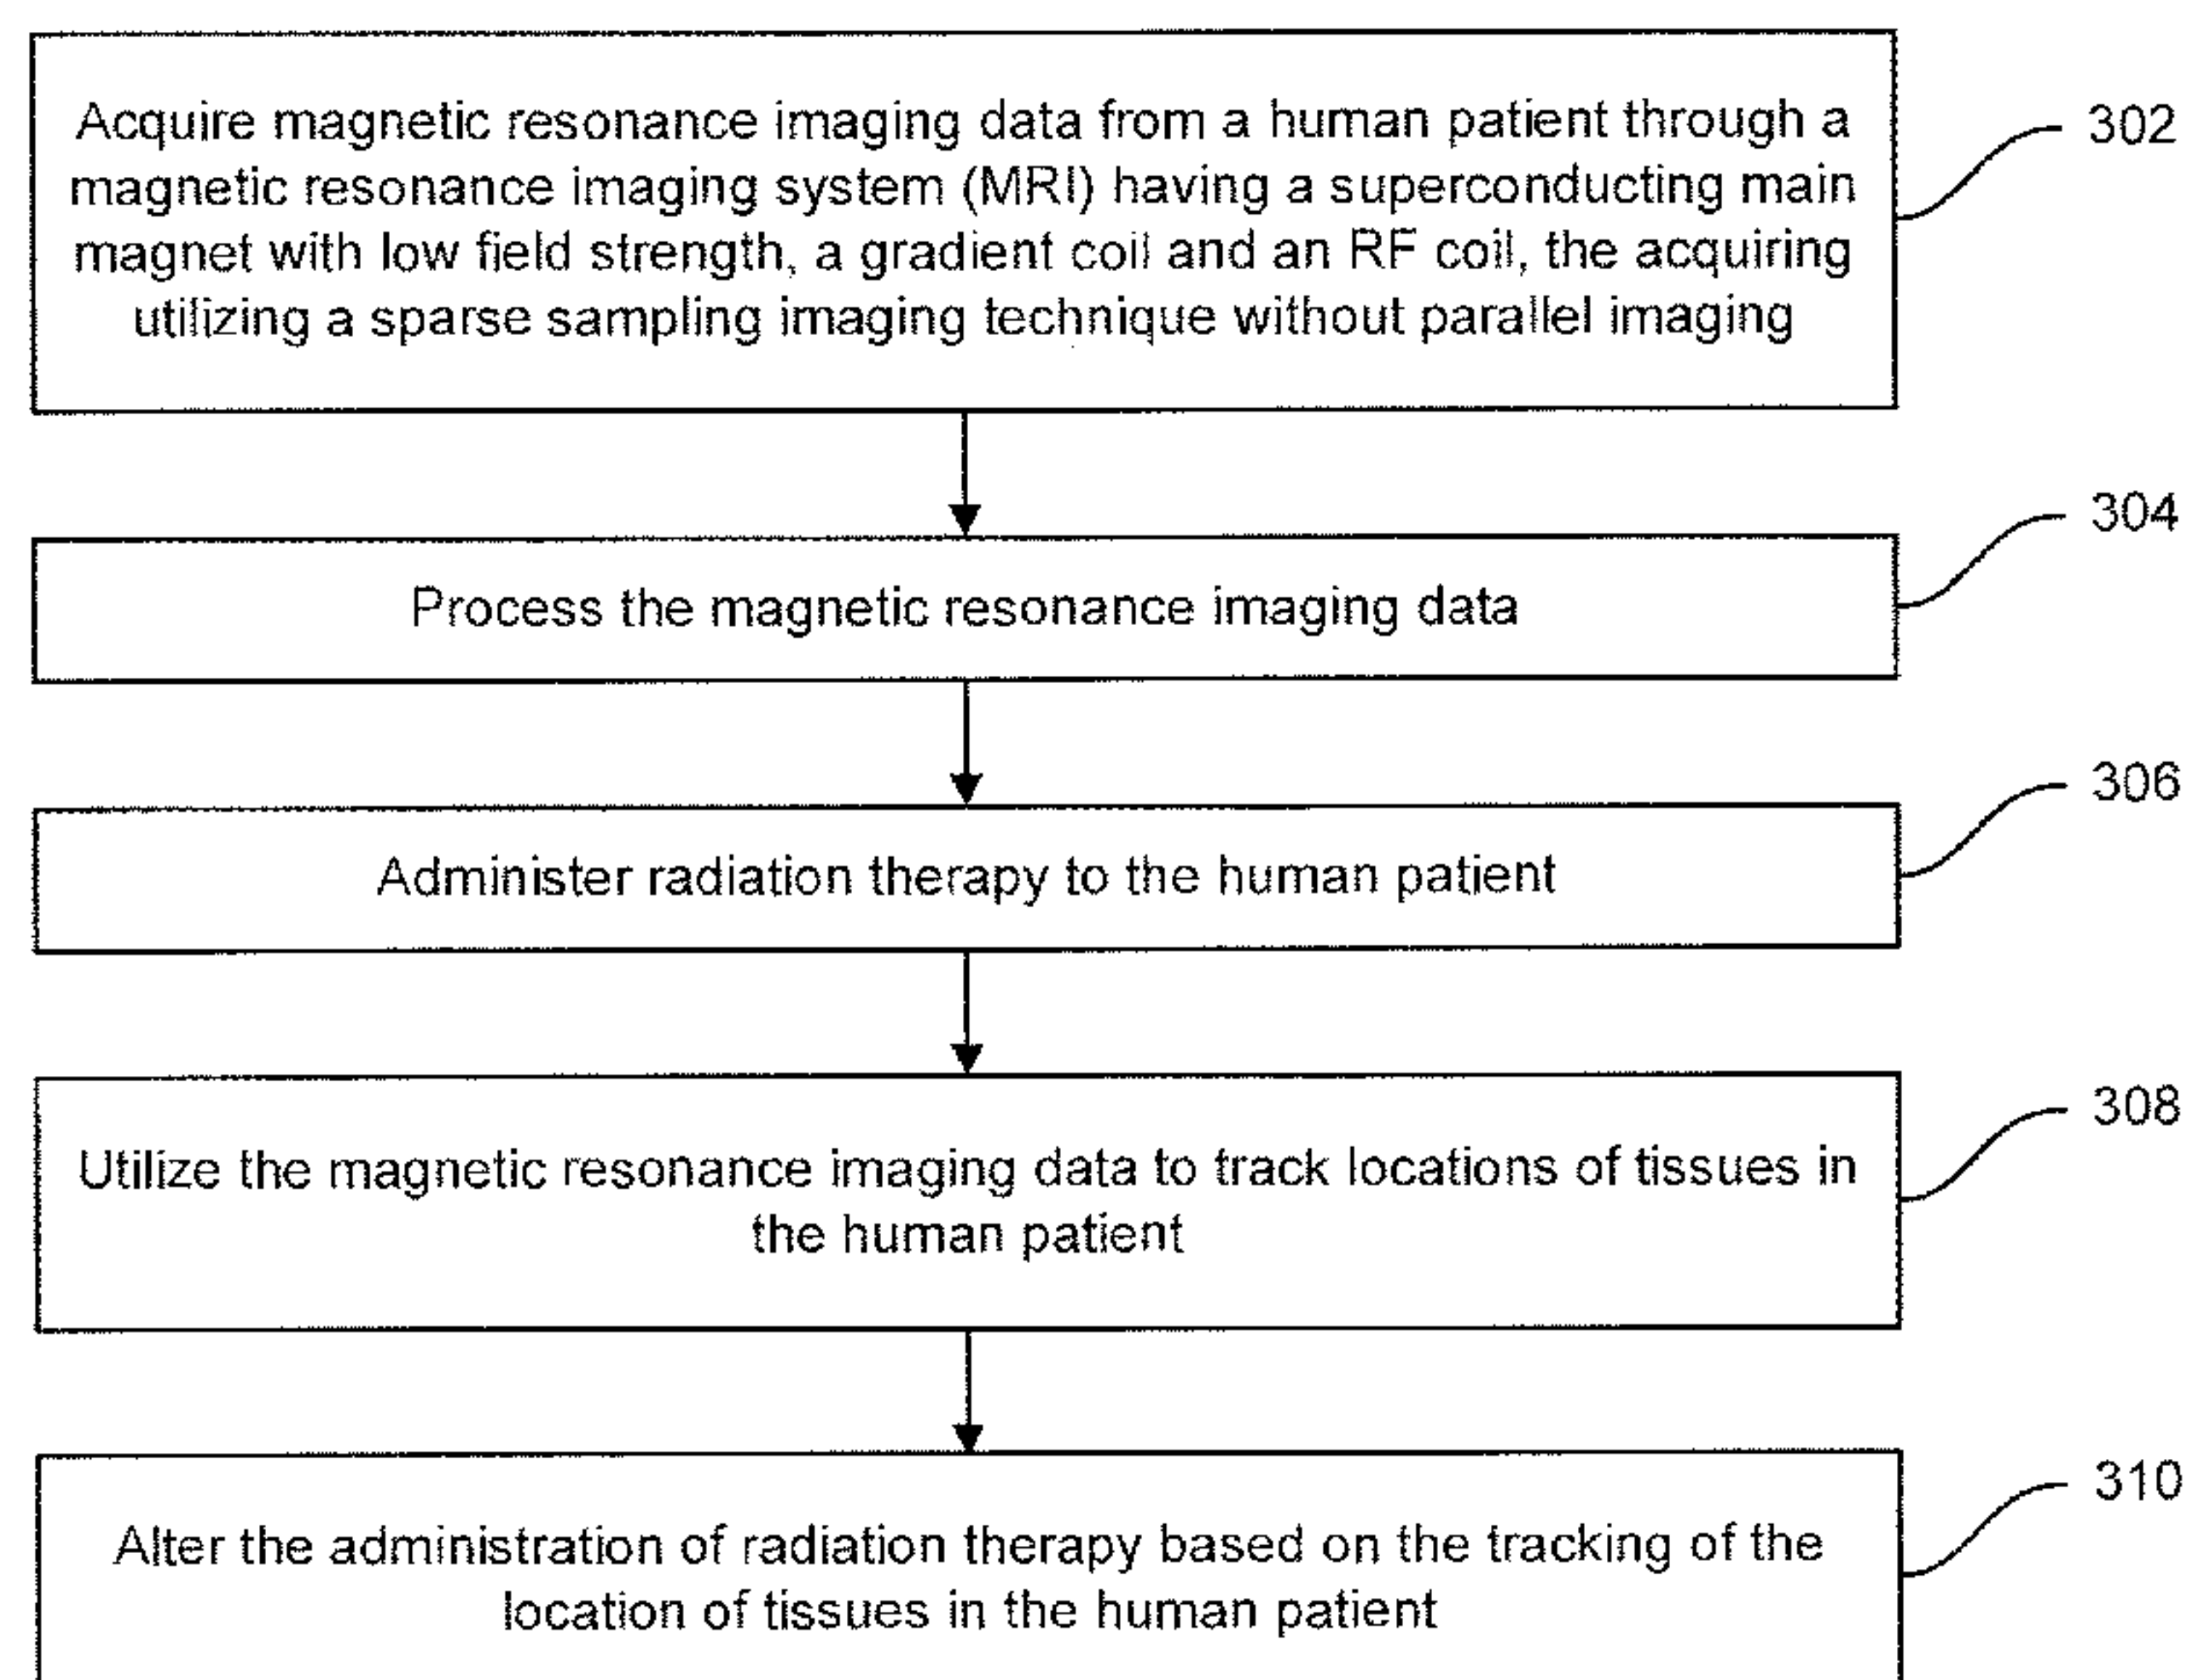 Acquire magnetic resonance imaging data from a human patient through a
magnetic resonance imaging system (MRI) having a superconducting main
magnet with low field strength, a gradient coil and an RF coil, the acquiring
utilizing a sparse sampling imaging technique without parallel imaging
302
Process the magnetic resonance imaging data
304
Administer radiation therapy to the human patient
306
Utilize the magnetic resonance imaging data to track locations of tissues in
the human patient
308
Alter the administration of radiation therapy based on the tracking of the
location of tissues in the human patient
310